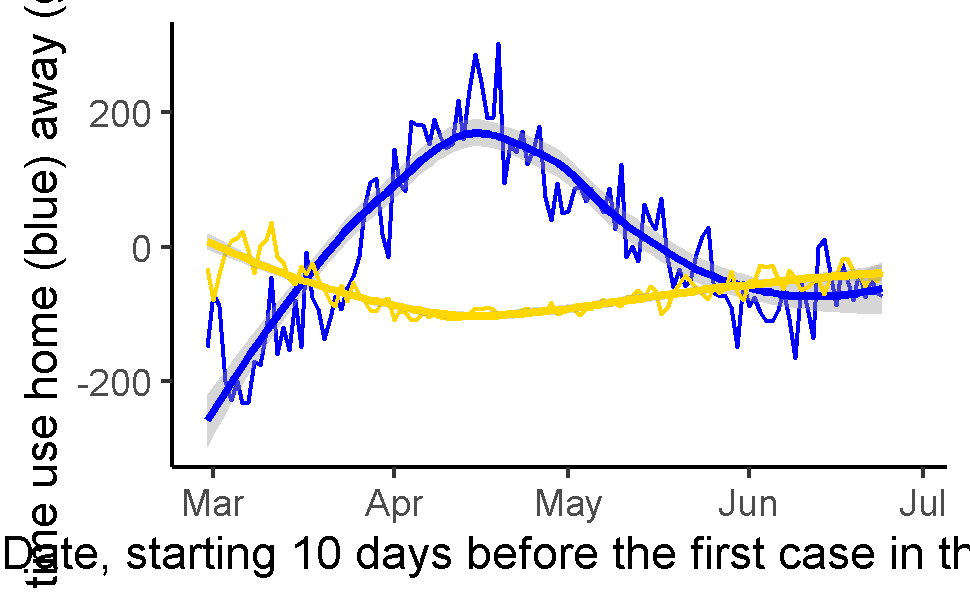 time use home (blue) away (
200
0
-200
Mar Apr May Jun Jul
Date, starting 10 days before the first case in th